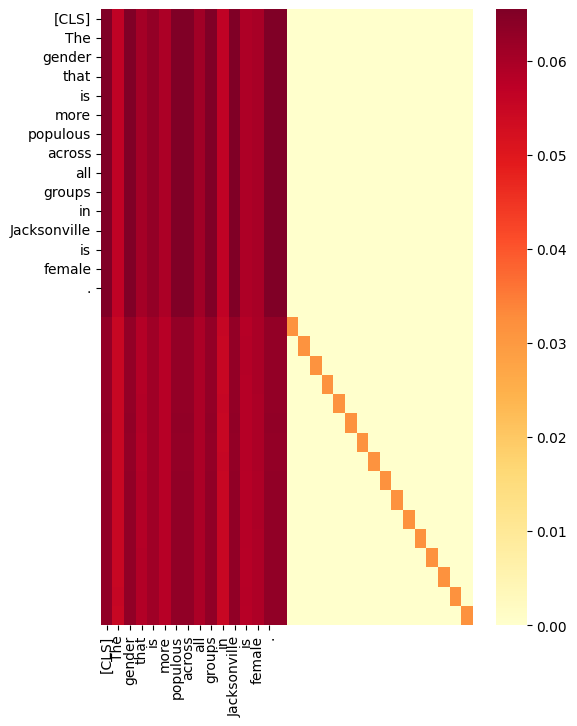 [CLS]
The
gender
that
is
more
populous
across
all
groups
in
Jacksonville
is
female
.
[CLS]
The
gender
that
is
more
populous
across
all
groups
in
Jacksonville
is
female
.
0.06
0.05
0.04
0.03
0.02
0.01
0.00